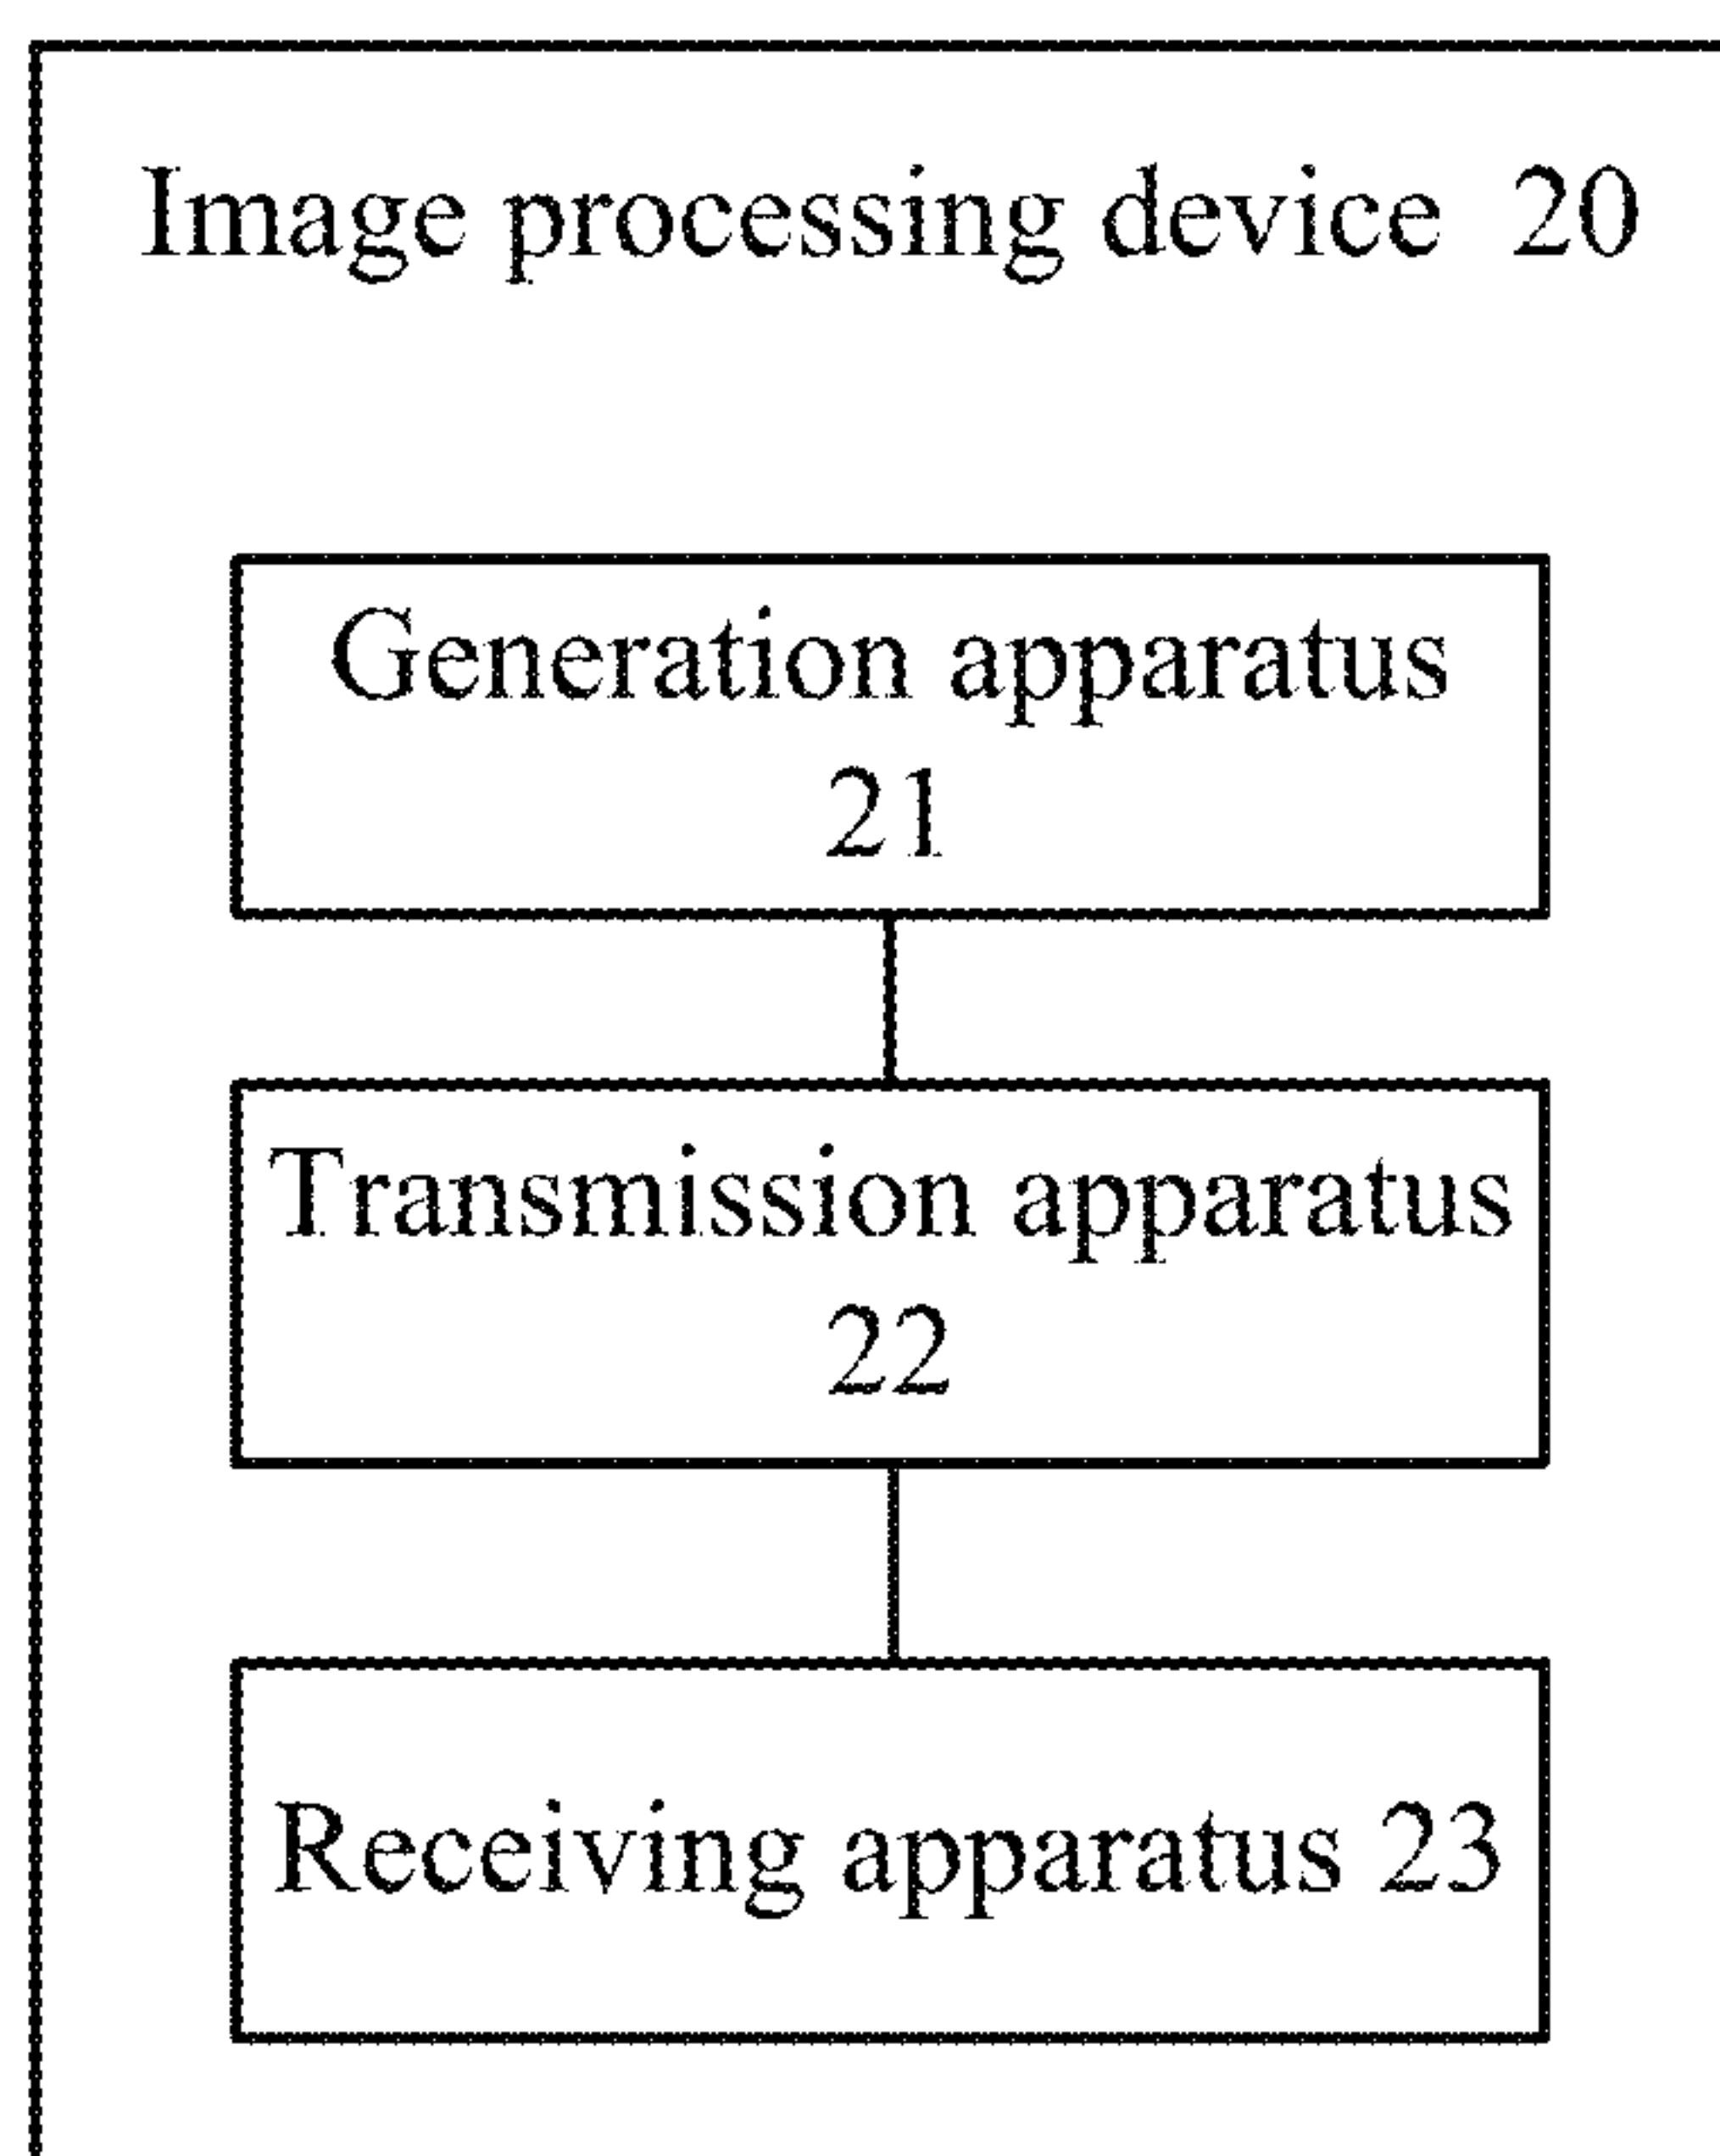 Image processing device 20
Generation apparatus
21
Transmission apparatus
22
Receiving apparatus 23